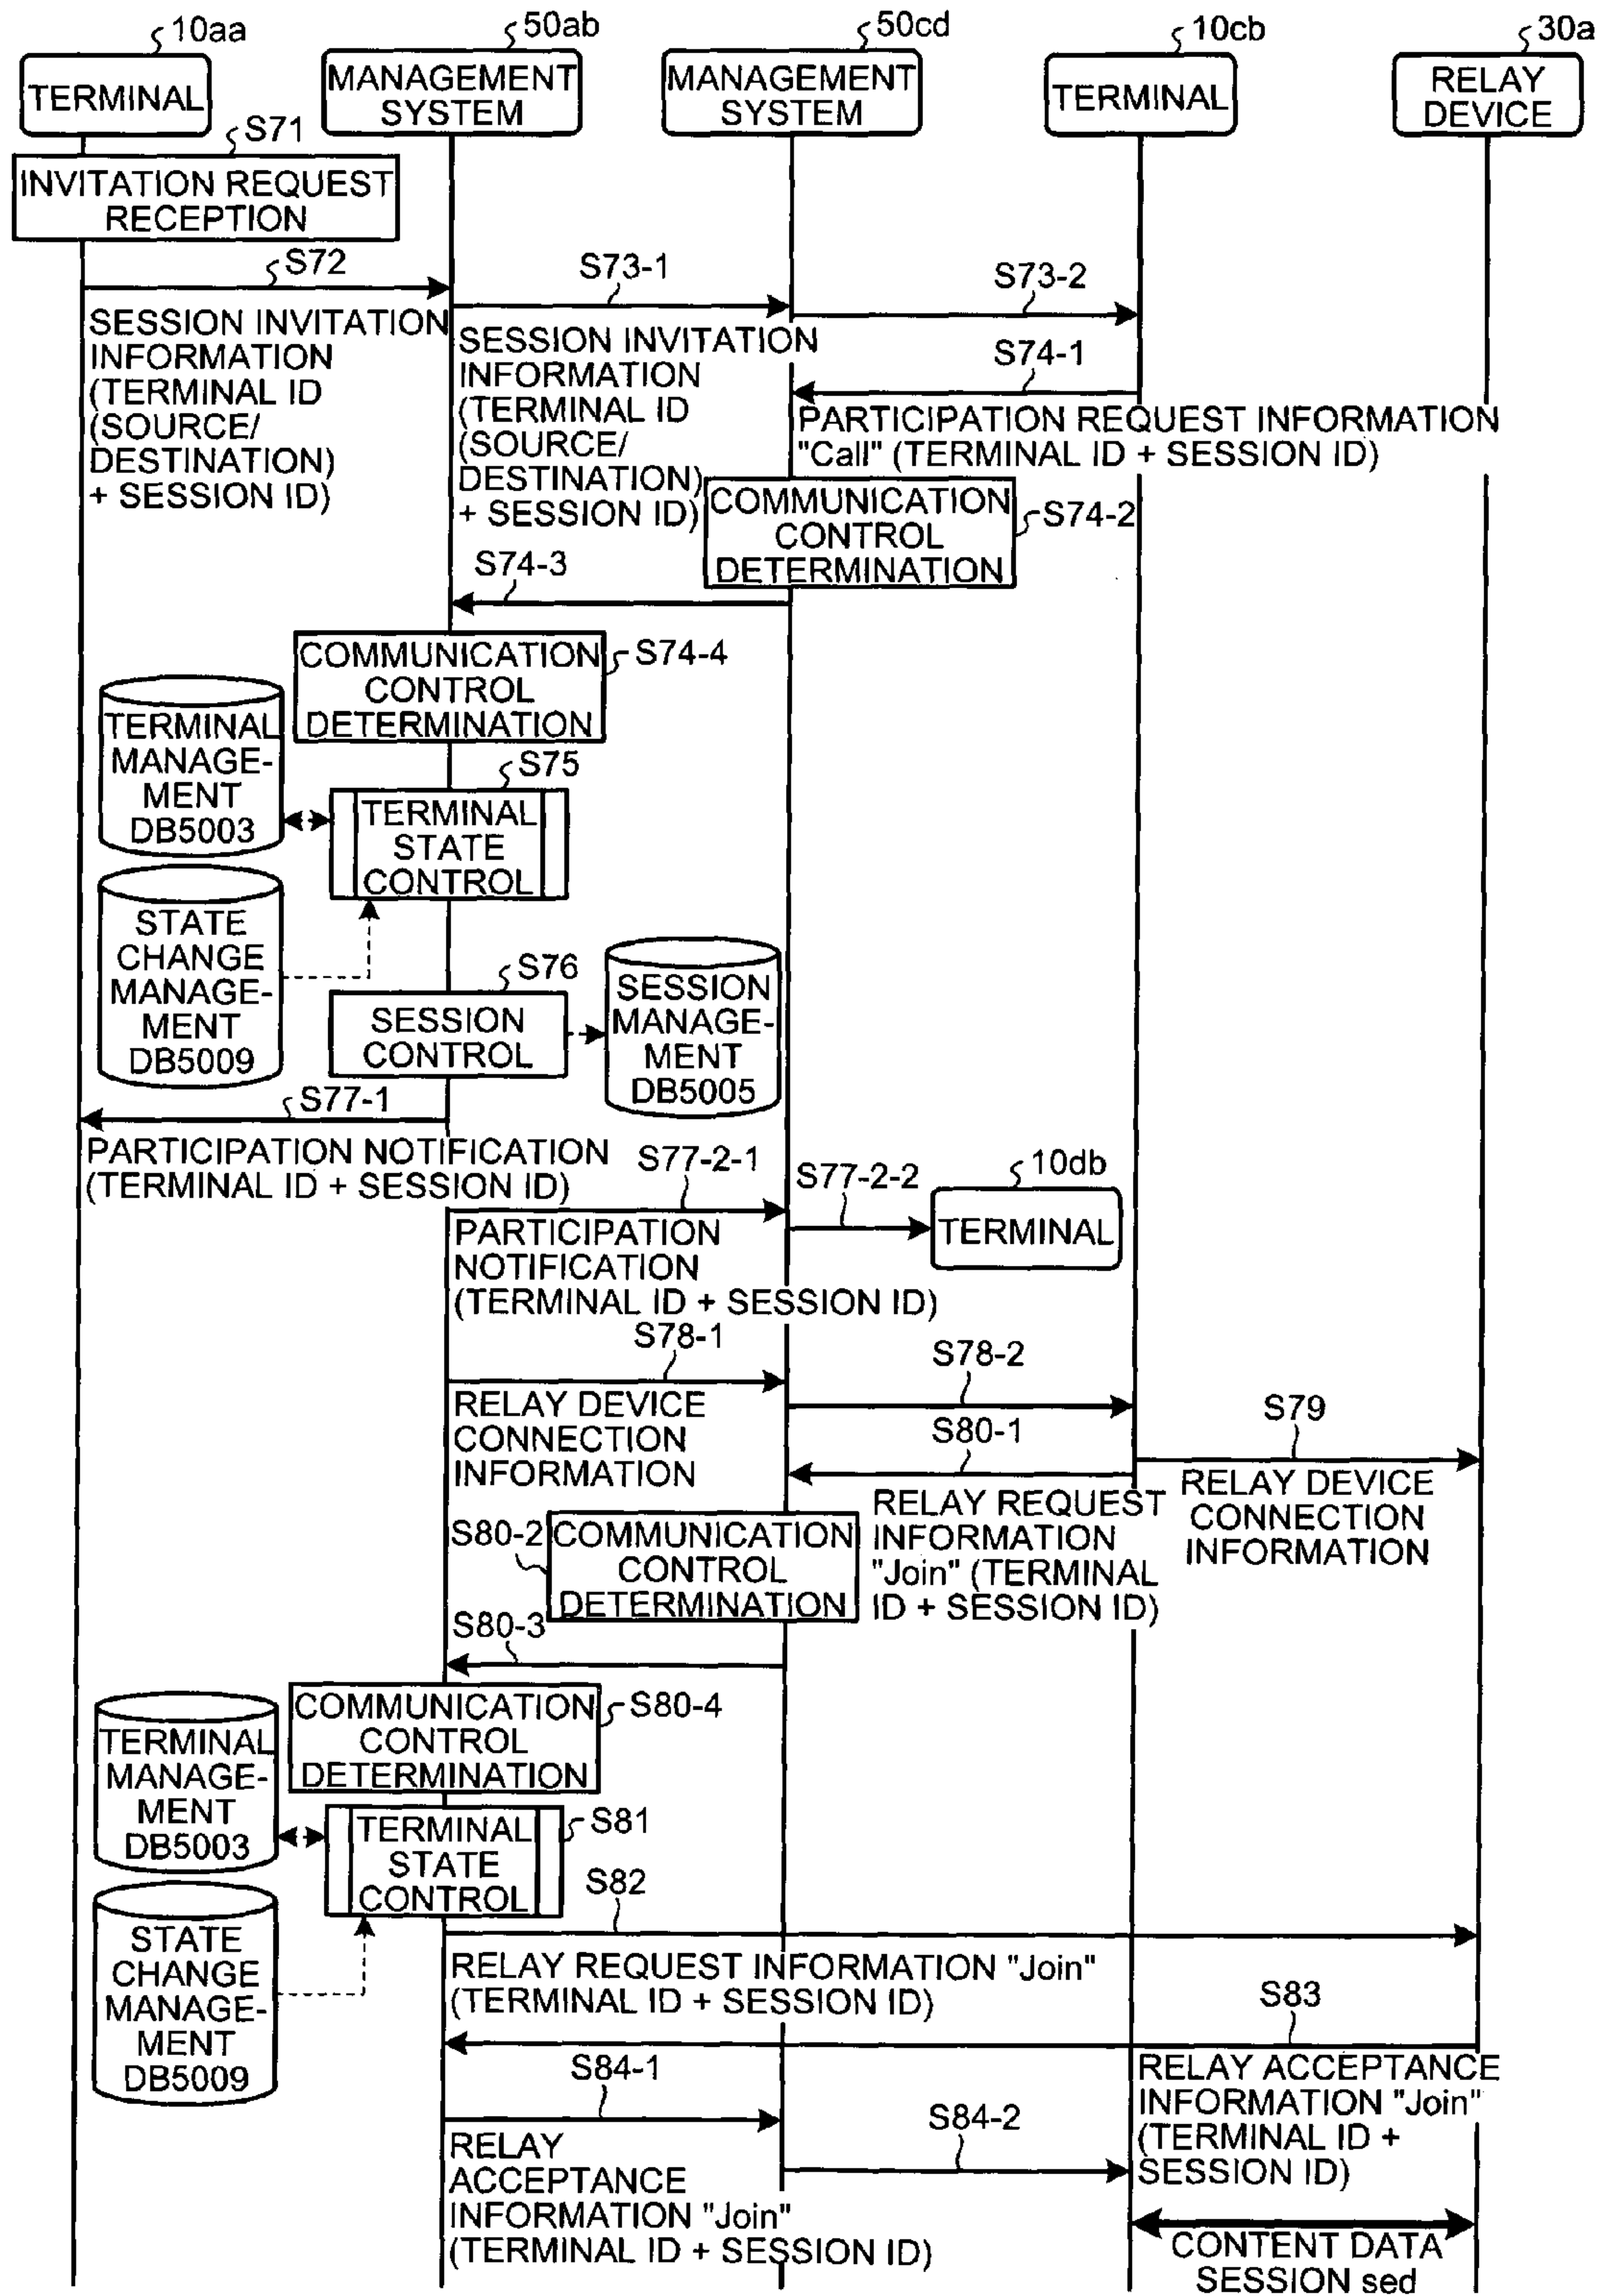 10aa
50ab
50cd
10cb
30a
TERMINAL
MANAGEMENT
SYSTEM
MANAGEMENT
SYSTEM
TERMINAL
RELAY
DEVICE
S71
INVITATION REQUEST
RECEPTION
S72
SESSION INVITATION
INFORMATION
(TERMINAL ID
(SOURCE/
DESTINATION)
+ SESSION ID)
S73-1
SESSION INVITATION
INFORMATION
(TERMINAL ID
(SOURCE/
DESTINATION)
+ SESSION ID)
S73-2
S74-1
PARTICIPATION REQUEST INFORMATION
"Call" (TERMINAL ID + SESSION ID)
COMMUNICATION
CONTROL
DETERMINATION
S74-2
S74-3
COMMUNICATION
CONTROL
DETERMINATION
S74-4
TERMINAL
MANAGE-
MENT
DB5003
S75
TERMINAL
STATE
CONTROL
STATE
CHANGE
MANAGE-
MENT
DB5009
S76
SESSION
CONTROL
SESSION
MANAGE-
MENT
DB5005
S77-1
PARTICIPATION NOTIFICATION
(TERMINAL ID + SESSION ID)
S77-2-1
PARTICIPATION
NOTIFICATION
(TERMINAL ID + SESSION ID)
S77-2-2
10db
TERMINAL
S78-1
RELAY DEVICE
CONNECTION
INFORMATION
S78-2
S79
RELAY DEVICE
CONNECTION
INFORMATION
S80-1
RELAY REQUEST
INFORMATION
"Join" (TERMINAL
ID + SESSION ID)
S80-2
COMMUNICATION
CONTROL
DETERMINATION
S80-3
COMMUNICATION
CONTROL
DETERMINATION
S80-4
TERMINAL
MANAGE-
MENT
DB5003
TERMINAL
STATE
CONTROL
S81
STATE
CHANGE
MANAGE-
MENT
DB5009
S82
RELAY REQUEST INFORMATION "Join"
(TERMINAL ID + SESSION ID)
S83
RELAY ACCEPTANCE
INFORMATION "Join"
(TERMINAL ID +
SESSION ID)
S84-1
RELAY
ACCEPTANCE
INFORMATION "Join"
(TERMINAL ID + SESSION ID)
S84-2
CONTENT DATA
SESSION sed